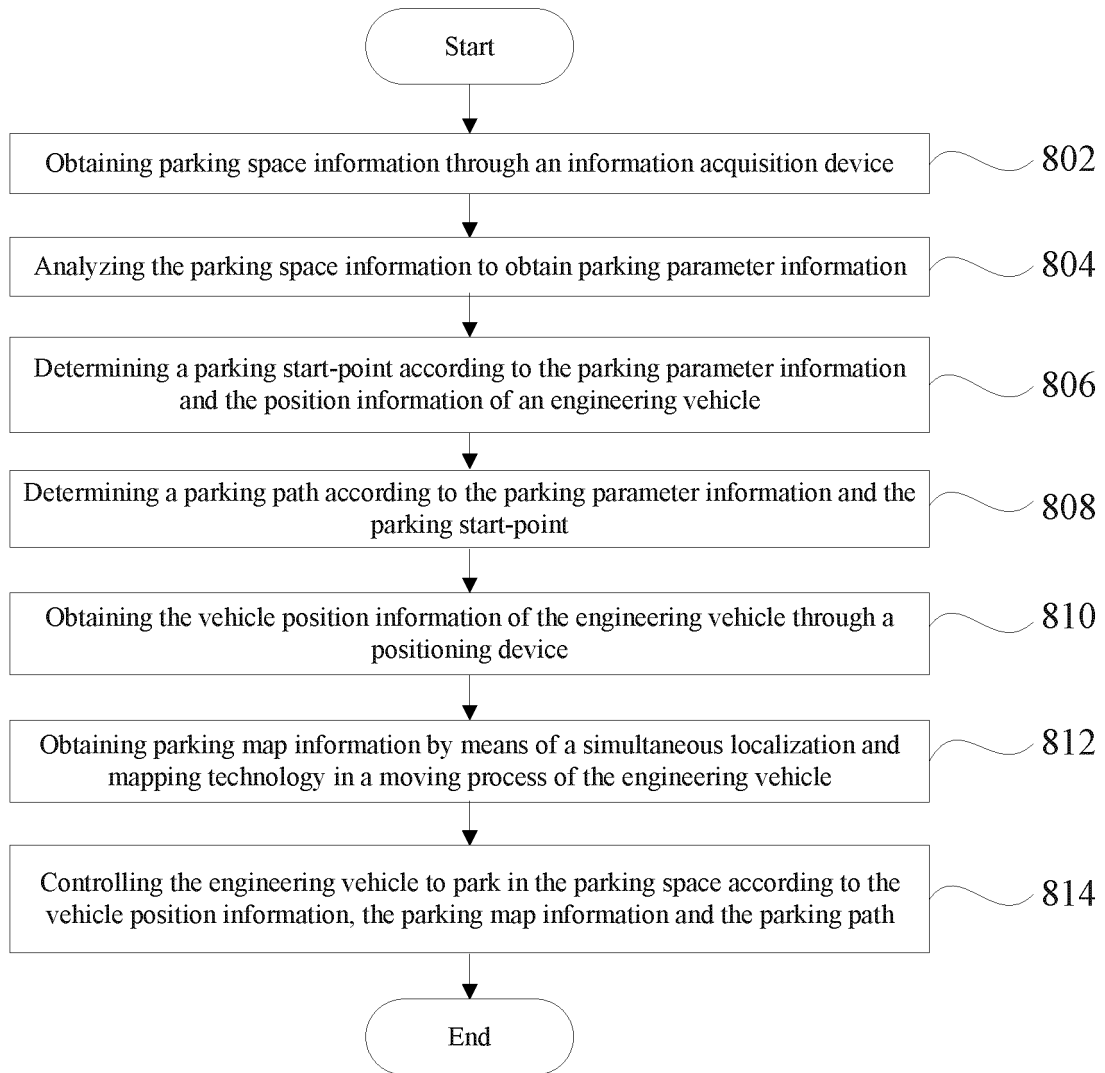 Start
Obtaining parking space information through an information acquisition device
802
Analyzing the parking space information to obtain parking parameter information
804
Determining a parking start-point according to the parking parameter information
and the position information of an engineering vehicle
806
Determining a parking path according to the parking parameter information and the
parking start-point
808
Obtaining the vehicle position information of the engineering vehicle through a
positioning device
810
Obtaining parking map information by means of a simultaneous localization and
mapping technology in a moving process of the engineering vehicle
812
Controlling the engineering vehicle to park in the parking space according to the
vehicle position information, the parking map information and the parking path
814
End